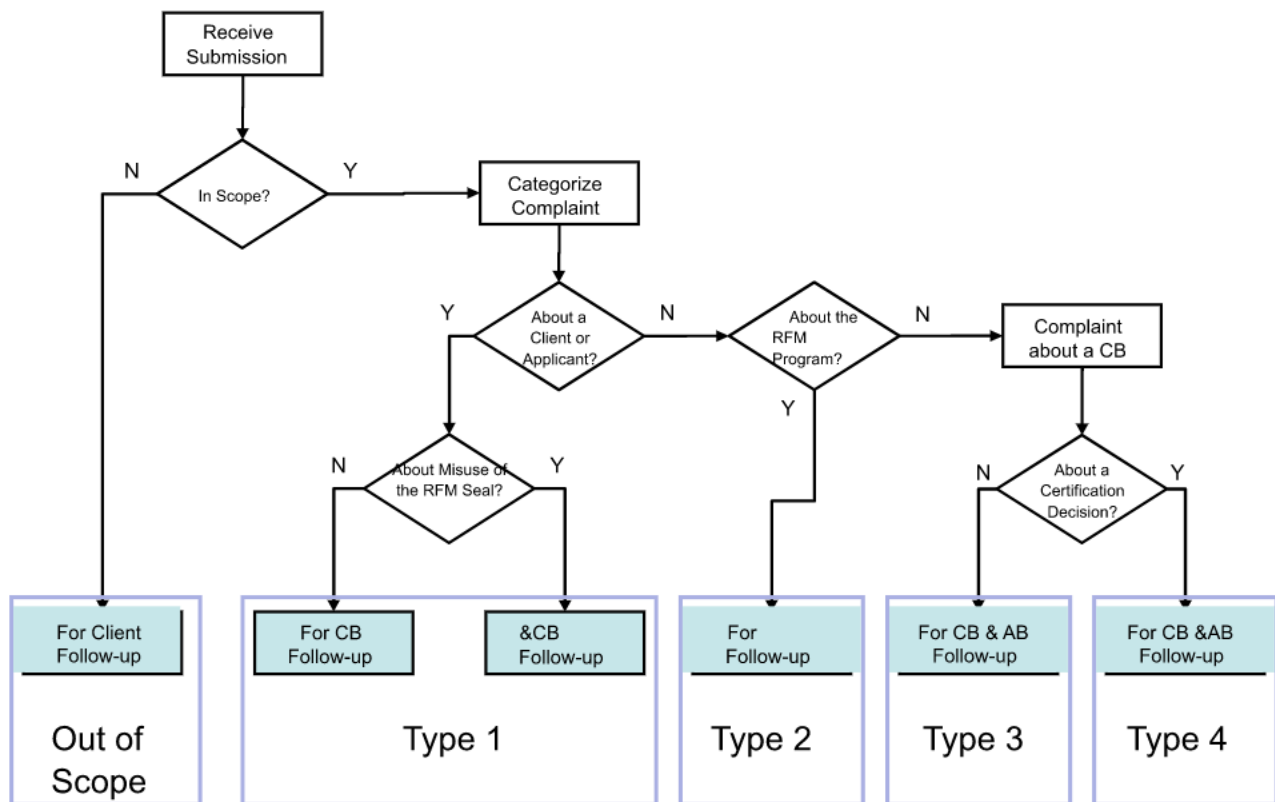 Receive
Submission
N
Y
In Scope?
Categorize
Complaint
Y
About a
Client or
Applicant?
N
About the
RFM
Program?
N
Complaint
about a CB
Y
N
About Misuse of
the RFM Seal?
Y
N
About a
Certification
Decision?
Y
For Client
Follow-up
For CB
Follow-up
&CB
Follow-up
For
Follow-up
For CB & AB
Follow-up
For CB &AB
Follow-up
Out of
Scope
Type 1
Type 2
Type 3
Type 4